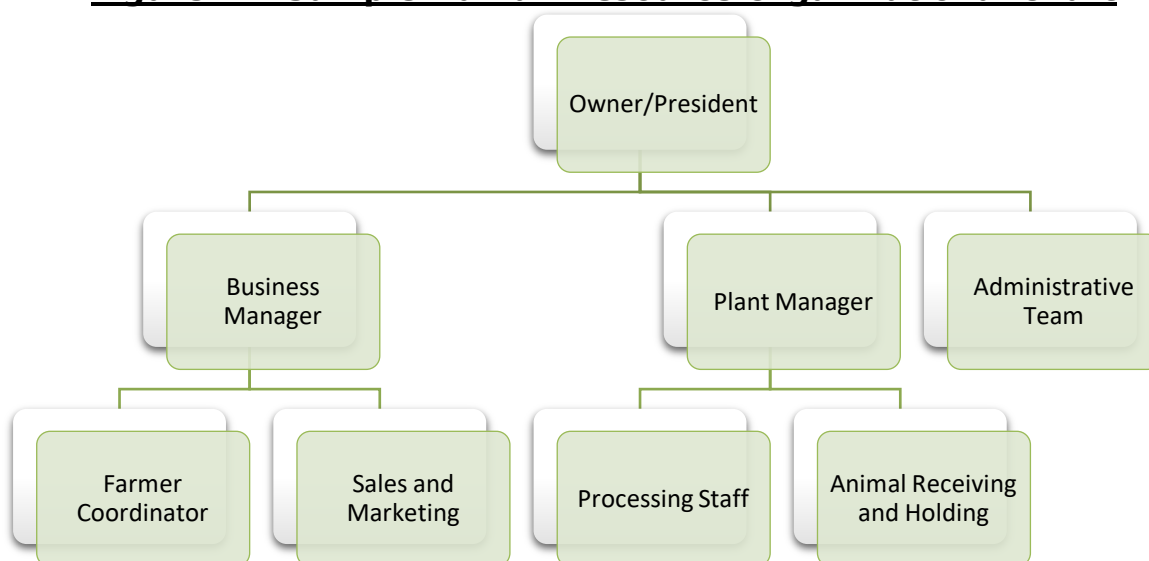 Owner/President
Business
Manager
Plant Manager
Administrative
Team
Farmer
Coordinator
Sales and
Marketing
Processing Staff
Animal Receiving
and Holding